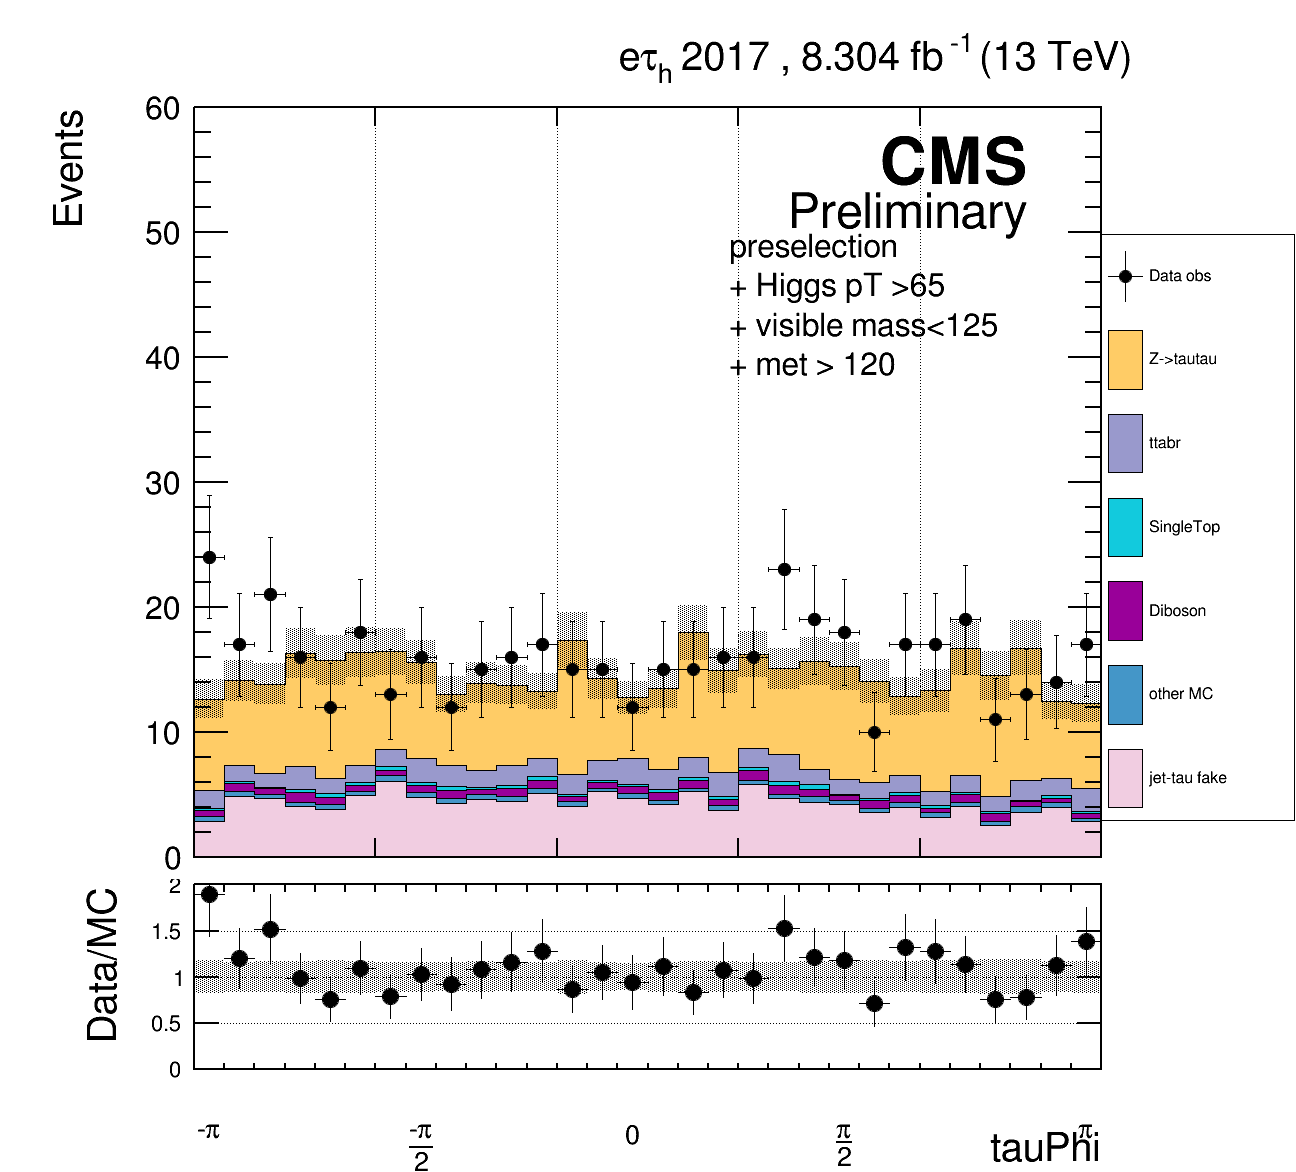 eτh 2017 , 8.304 fb-1 (13 TeV)
Events
60
50
40
30
20
10
0
CMS
Preliminary
preselection
+ Higgs pT >65
+ visible mass<125
+ met > 120
Data obs
Z->tautau
ttabr
SingleTop
Diboson
other MC
jet-tau fake
Data/MC
2
1.5
1
0.5
0
-π
-π/2
0
π/2
π
tauPhi